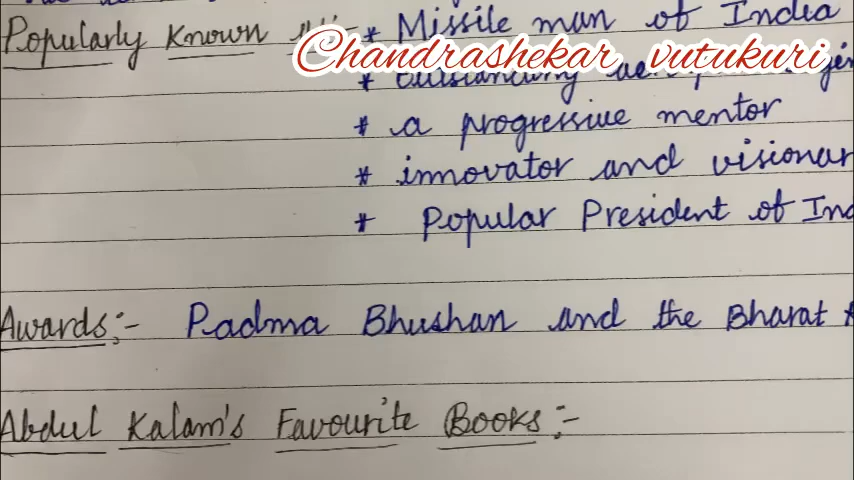 Popularly Known
* Missile man of India
Chandrashekar vutukuri
* outstanding
* a progressive mentor
* innovator and visionar
* Popular President of Ind
Awards:- Padma Bhushan and the Bharat
Abdul Kalam's Favourite Books:-